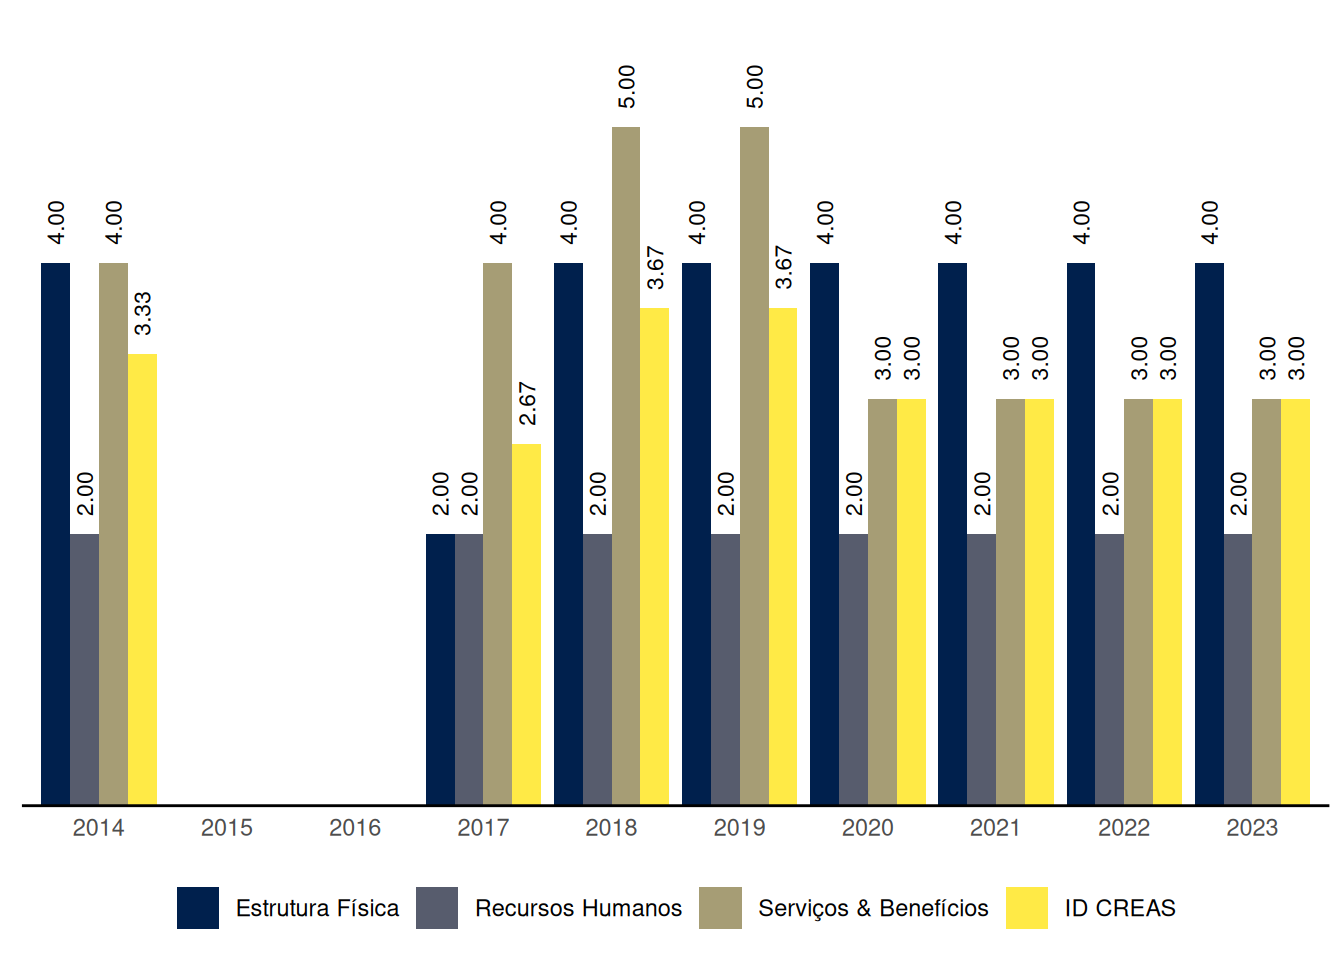 5.00 5.00
4.00 4.00 4.00 4.00 4.00 4.00 4.00 4.00 4.00
3.67 3.67
3.33
3.00 3.00 3.00 3.00 3.00 3.00 3.00 3.00
2.67
2.00 2.00 2.00 2.00 2.00 2.00 2.00 2.00 2.00
2014 2015 2016 2017 2018 2019 2020 2021 2022 2023
Estrutura Física Recursos Humanos Serviços & Benefícios ID CREAS